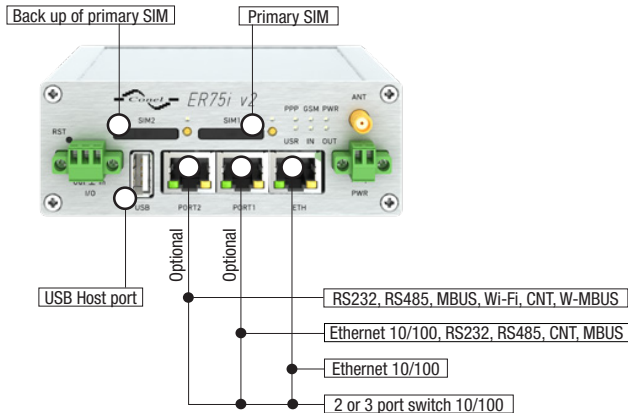 Back up of primary SIM
Primary SIM
Conel ER75i v2
SIM2
SIM1
PPP GSM PWR
USR IN OUT
ANT
RST
I/O
USB
PORT2
PORT1
ETH
PWR
Optional
Optional
USB Host port
RS232, RS485, MBUS, Wi-Fi, CNT, W-MBUS
Ethernet 10/100, RS232, RS485, CNT, MBUS
Ethernet 10/100
2 or 3 port switch 10/100